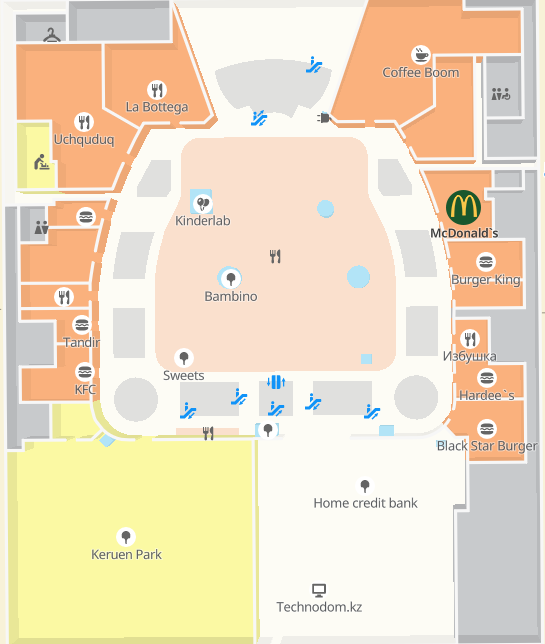 Coffee Boom
La Bottega
Uchquduq
Kinderlab
McDonald`s
Burger King
Bambino
Tandir
Избушка
Sweets
KFC
Hardee`s
Black Star Burger
Home credit bank
Keruen Park
Technodom.kz